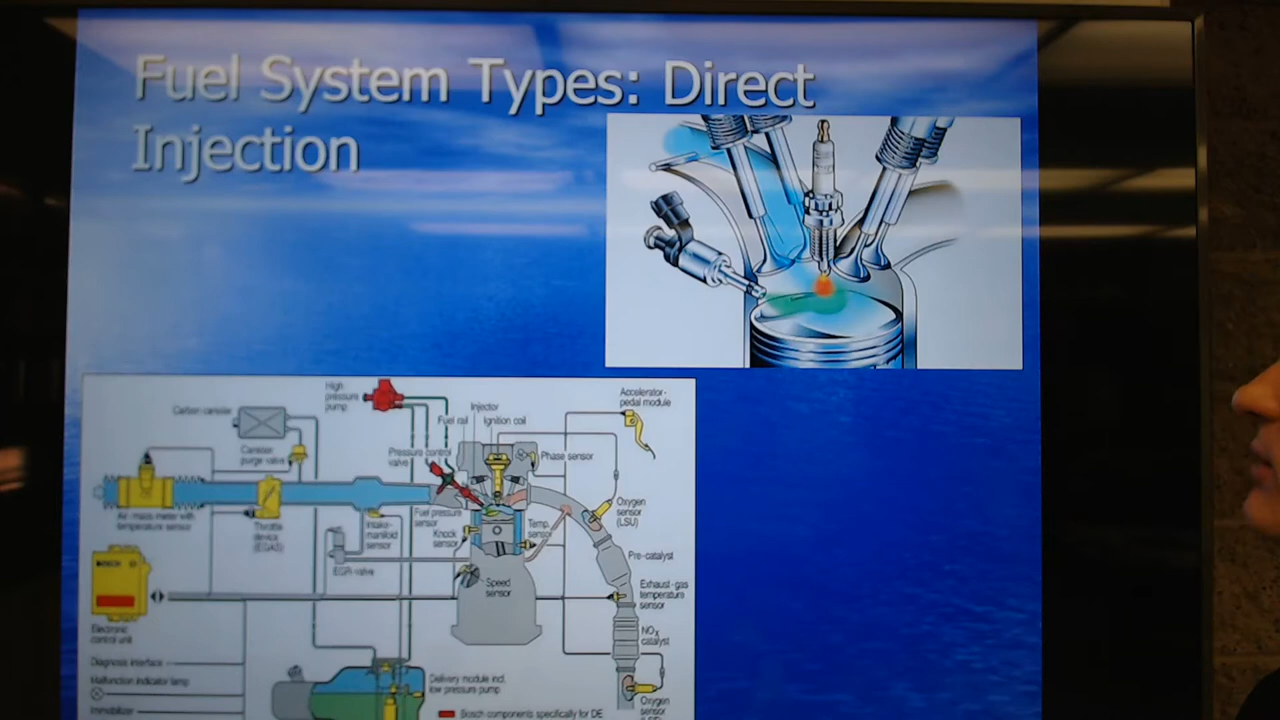 Fuel System Types: Direct
Injection
High
pressure
pump
Accelerator-
pedal module
Carbon canister
Injector
Fuel rail
Ignition coil
Canister
purge valve
Pressure control
valve
Phase sensor
Air-mass meter with
temperature sensor
Throttle
device
(EGAS)
Intake-
manifold
sensor
Fuel pressure
sensor
Knock
sensor
Temp.
sensor
Oxygen
sensor
(LSU)
EGR-valve
Pre-catalyst
BOSCH
Speed
sensor
Exhaust-gas
temperature
sensor
Electronic
control unit
NOx
catalyst
Diagnosis interface
Malfunction indicator lamp
Immobilizer
Delivery module incl.
low pressure pump
Oxygen
Bosch components specifically for DE